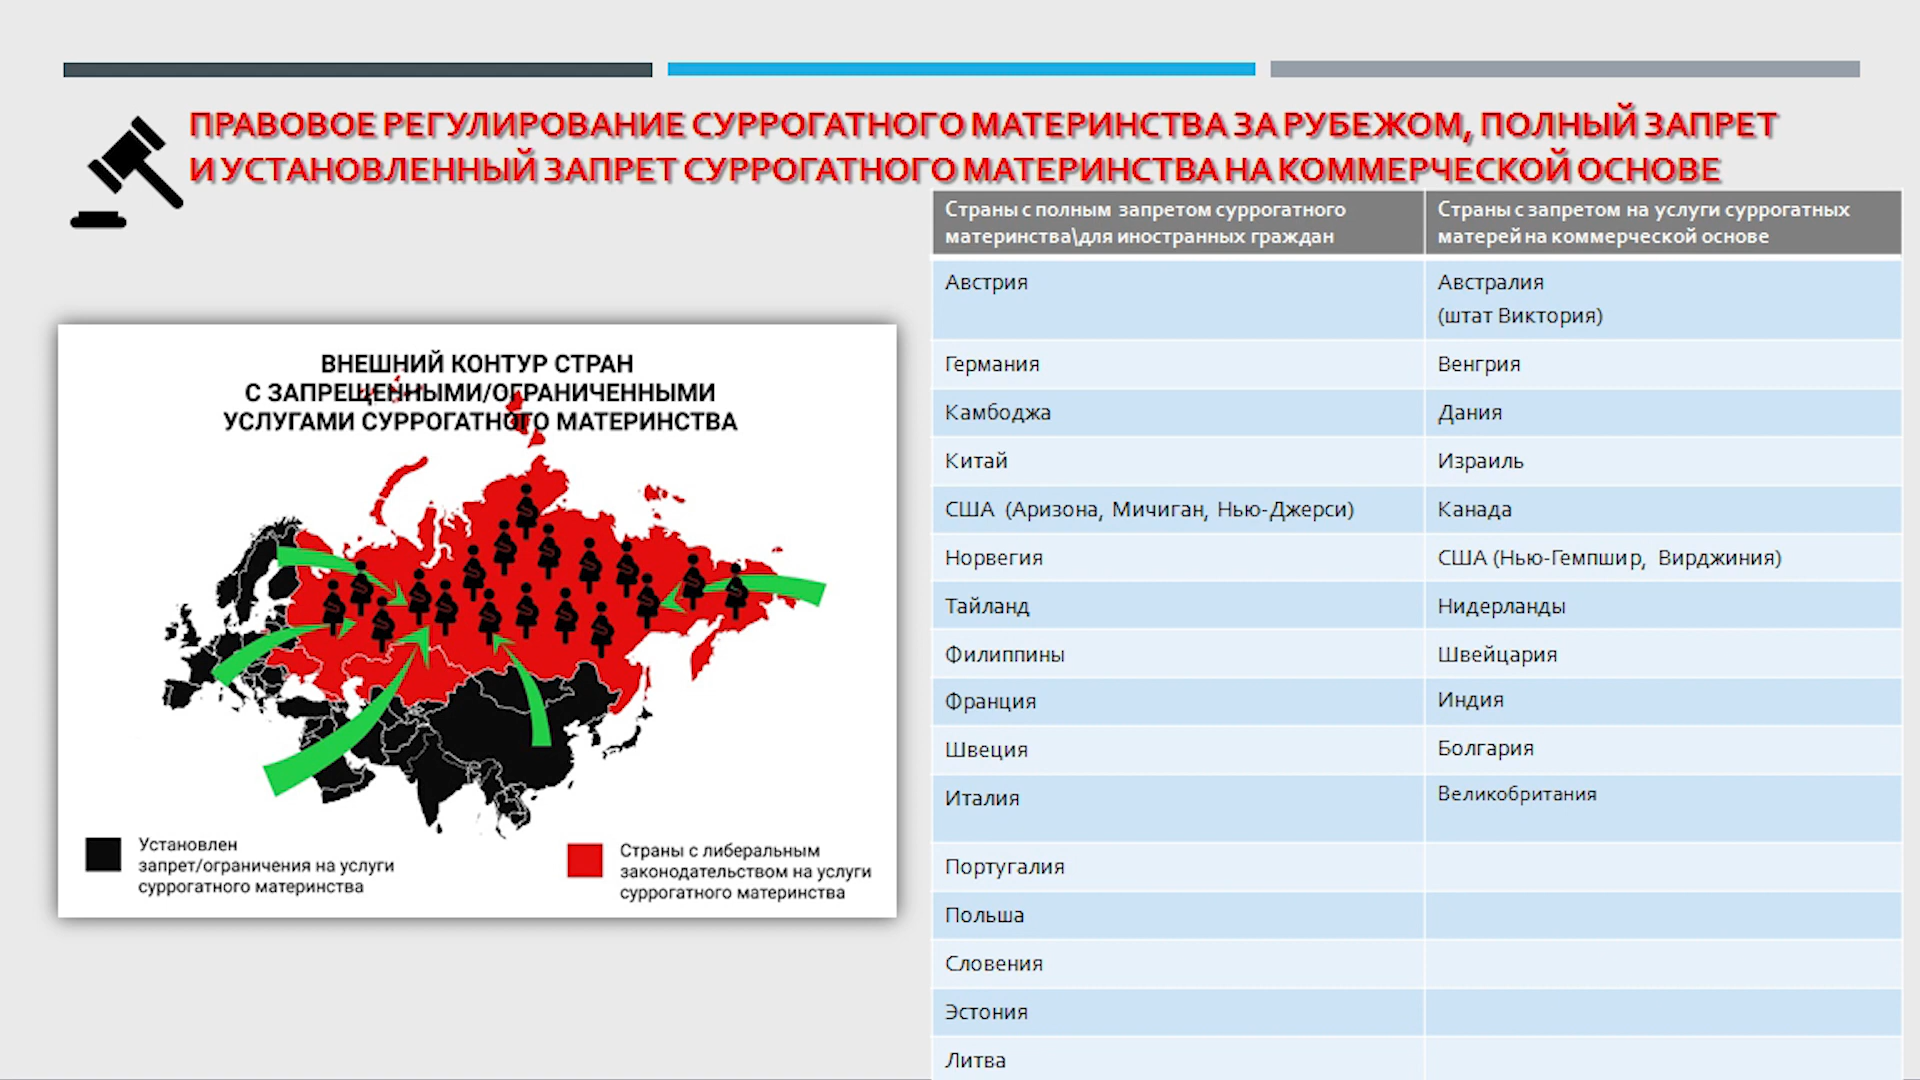 ПРАВОВОЕ РЕГУЛИРОВАНИЕ СУРРОГАТНОГО МАТЕРИНСТВА ЗА РУБЕЖОМ, ПОЛНЫЙ ЗАПРЕТ
И УСТАНОВЛЕННЫЙ ЗАПРЕТ СУРРОГАТНОГО МАТЕРИНСТВА НА КОММЕРЧЕСКОЙ ОСНОВЕ
ВНЕШНИЙ КОНТУР СТРАН
С ЗАПРЕЩЕННЫМИ/ОГРАНИЧЕННЫМИ
УСЛУГАМИ СУРРОГАТНОГО МАТЕРИНСТВА
Установлен
запрет/ограничения на услуги
суррогатного материнства
Страны с либеральным
законодательством на услуги
суррогатного материнства
Страны с полным запретом суррогатного
материнства\для иностранных граждан
Страны с запретом на услуги суррогатных
матерей на коммерческой основе
Австрия
Австралия
(штат Виктория)
Германия
Венгрия
Камбоджа
Дания
Китай
Израиль
США (Аризона, Мичиган, Нью-Джерси)
Канада
Норвегия
США (Нью-Гемпшир, Вирджиния)
Тайланд
Нидерланды
Филиппины
Швейцария
Франция
Индия
Швеция
Болгария
Италия
Великобритания
Португалия
Польша
Словения
Эстония
Литва